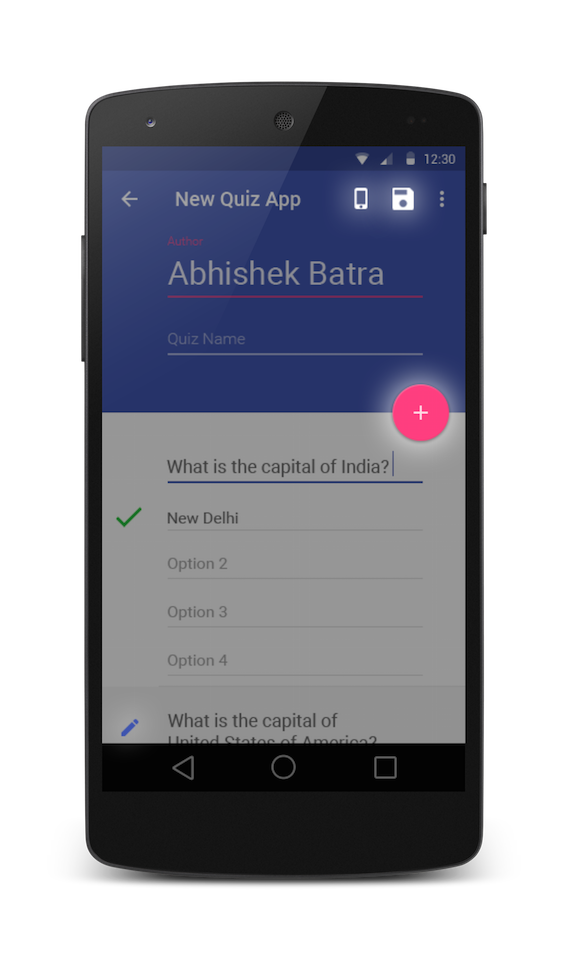 12:30
New Quiz App
Author
Abhishek Batra
Quiz Name
What is the capital of India?
New Delhi
Option 2
Option 3
Option 4
What is the capital of
United States of America?